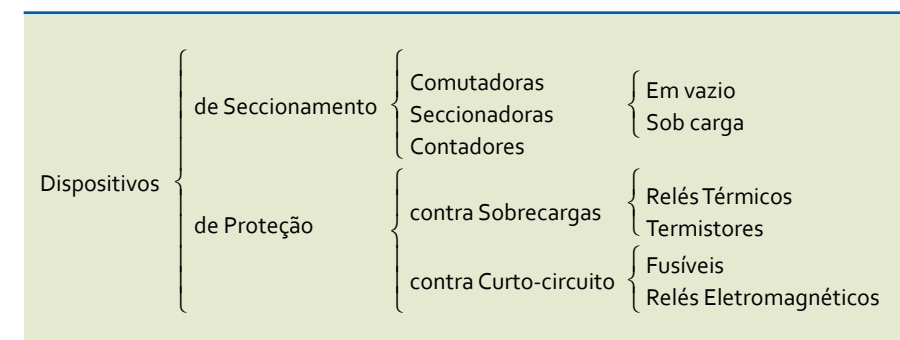 Dispositivos
de Seccionamento
Comutadoras
Seccionadoras
Contadores
Em vazio
Sob carga
de Proteção
contra Sobrecargas
Relés Térmicos
Termistores
contra Curto-circuito
Fusíveis
Relés Eletromagnéticos